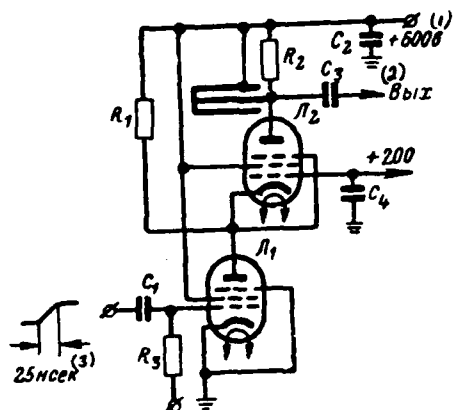 (1)
C₂
+600в
R₂
C₃
(2)
Вых
R₁
Л₂
+200
C₄
Л₁
C₁
R₃
25нсек
(3)